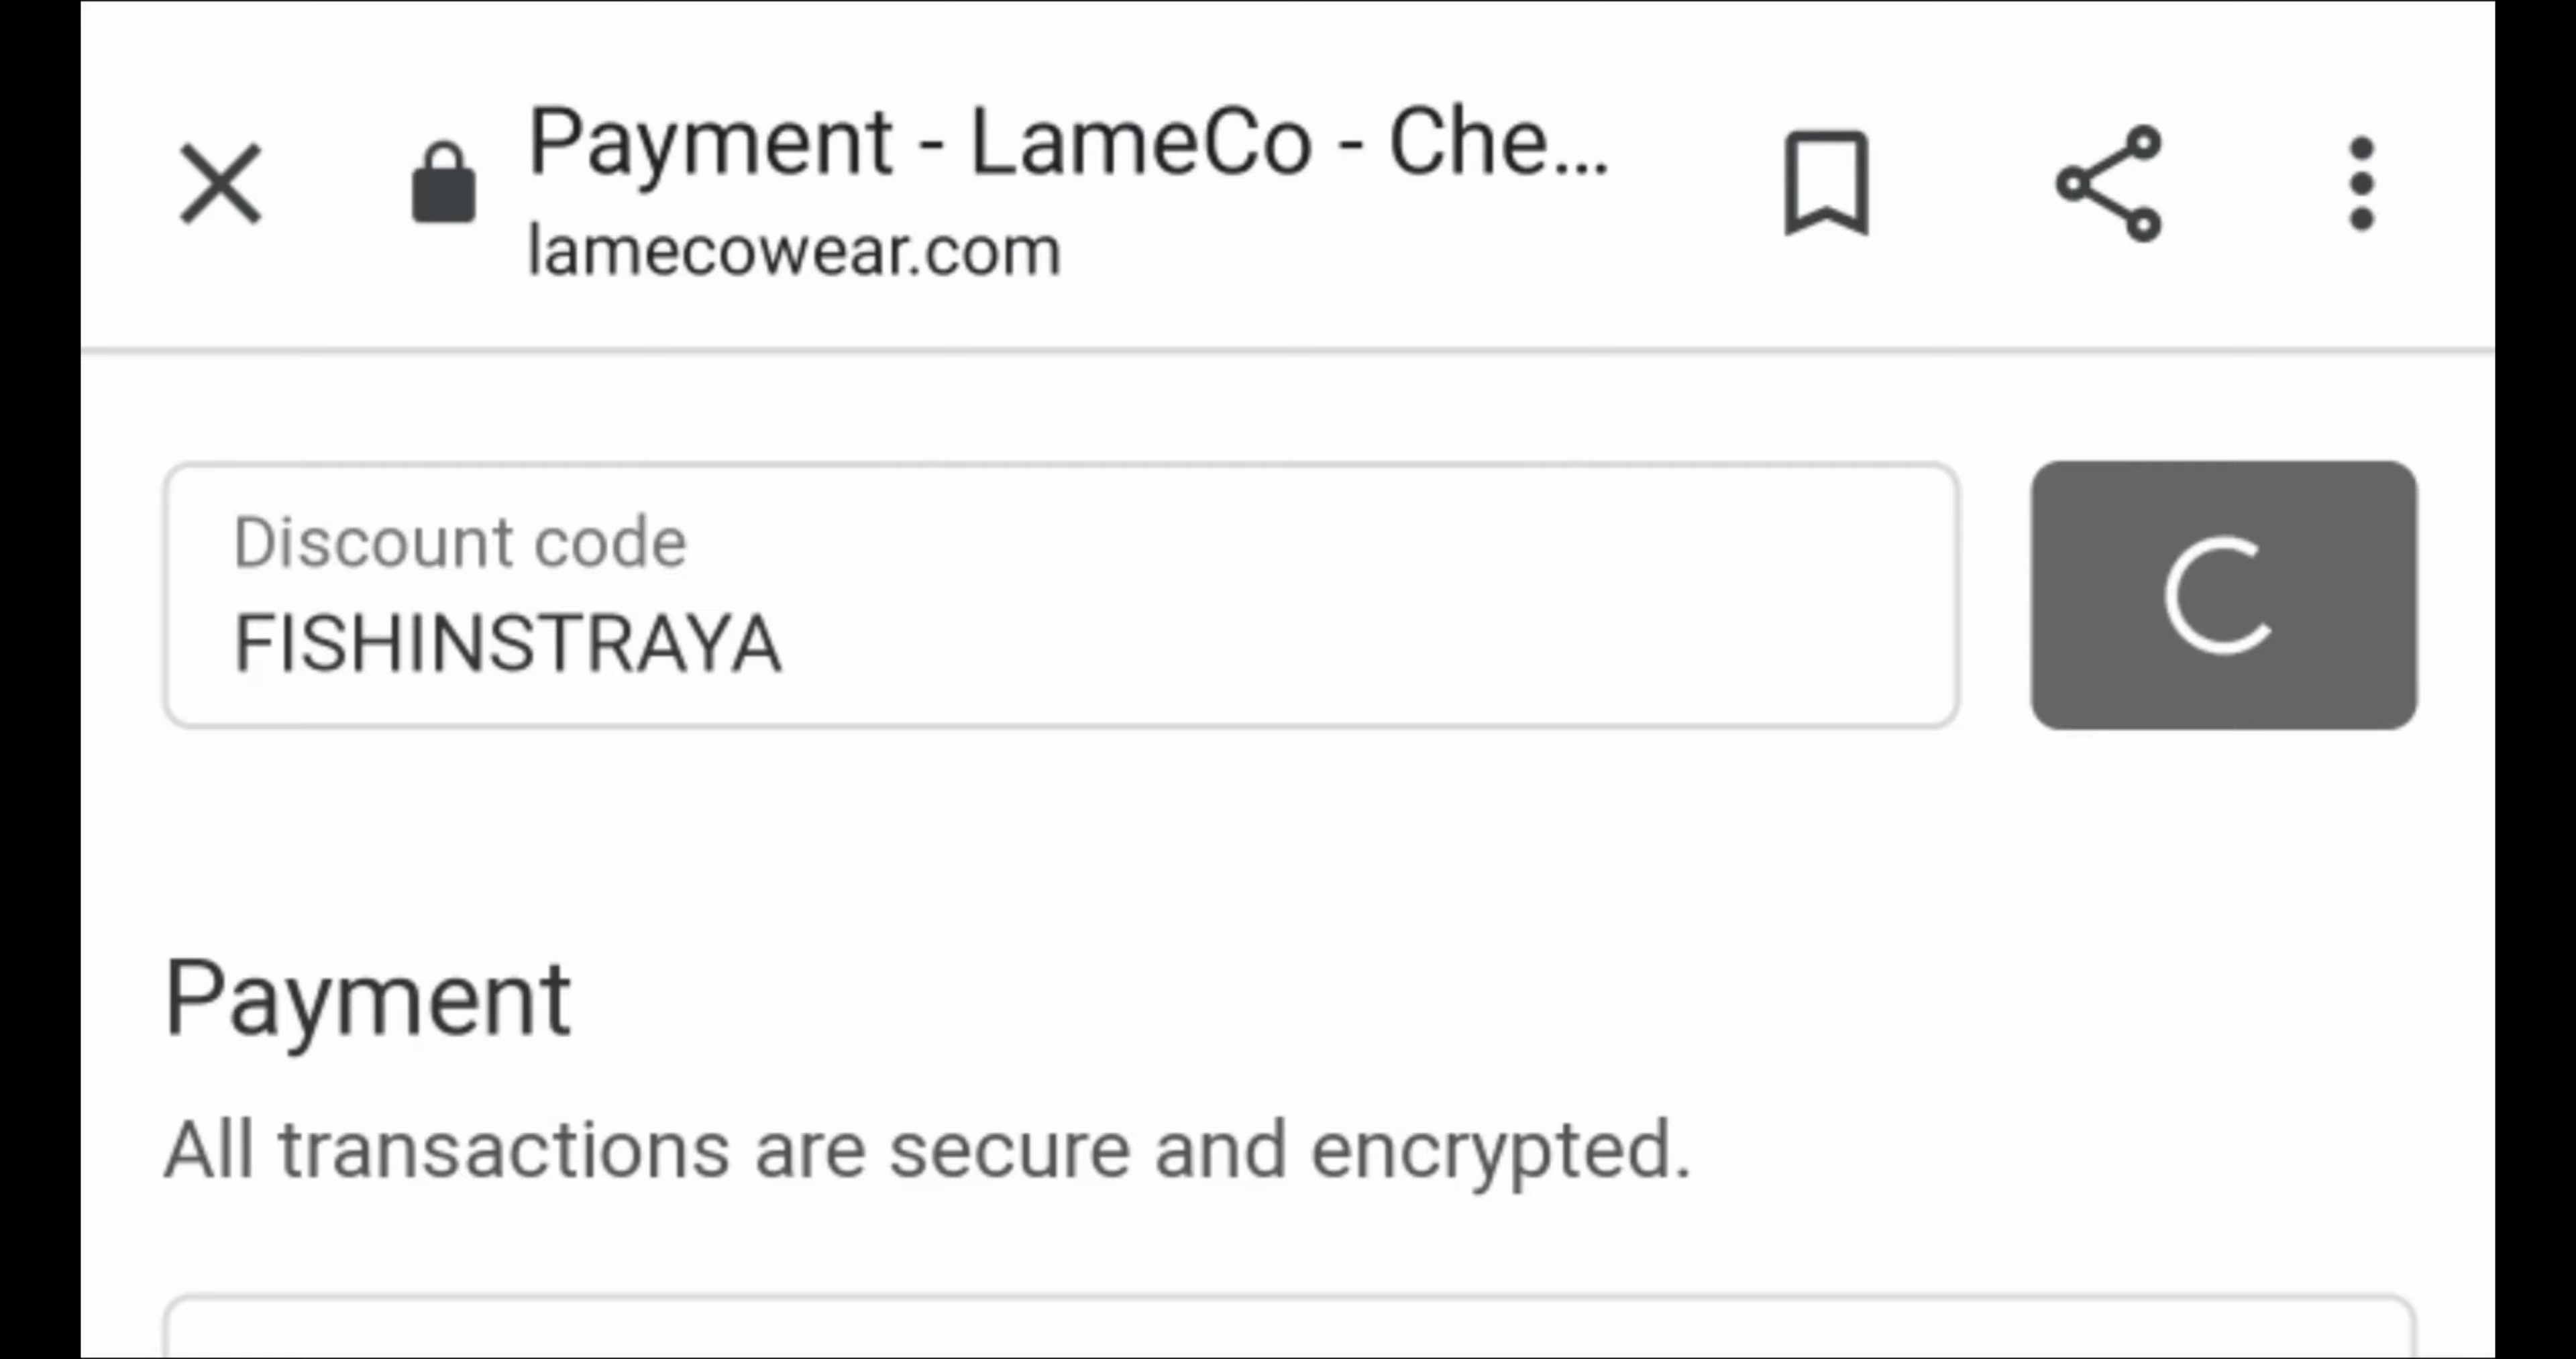 Payment - LameCo - Che...
lamecowear.com
Discount code
FISHINSTRAYA
Payment
All transactions are secure and encrypted.